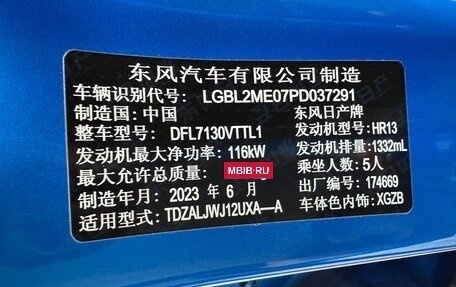 东风汽车有限公司制造
车辆识别代号: LGBL2ME07PD037291
制造国: 中国 东风日产牌
整车型号: DFL7130VTTL1 发动机型号: HR13
发动机最大净功率: 116kW 发动机排量: 1332mL
最大允许总质量: MBIB.RU 乘坐人数: 5人
制造年月: 2023 年 6 月 出厂编号: 174669
适用型式: TDZALJWJ12UXA—A 车体色内饰: XGZB